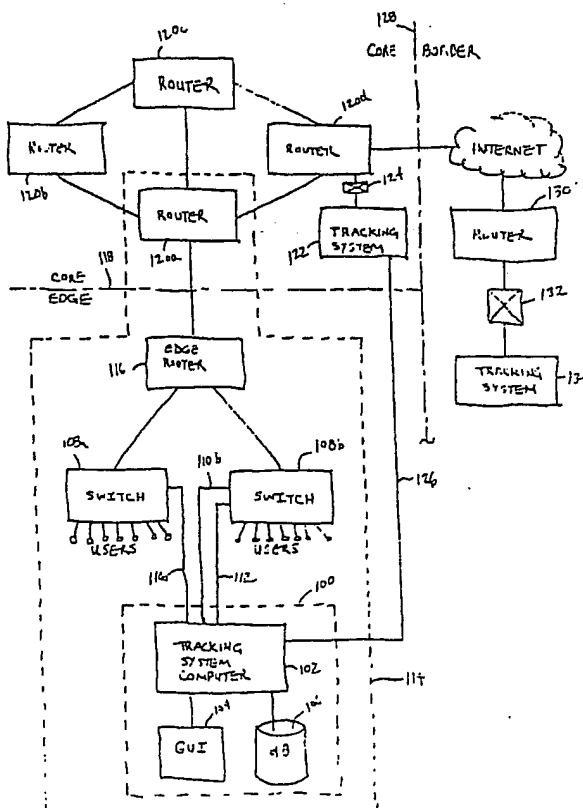 120c
128
CORE
BORDER
ROUTER
120d
ROUTER
ROUTER
INTERNET
124
120b
ROUTER
130
TRACKING
SYSTEM
ROUTER
122
120a
118
CORE
EDGE
132
EDGE
ROUTER
116
TRACKING
SYSTEM
13
108a
110b
108b
SWITCH
SWITCH
126
USERS
USERS
112
100
TRACKING
SYSTEM
COMPUTER
102
114
104
GUI
dB